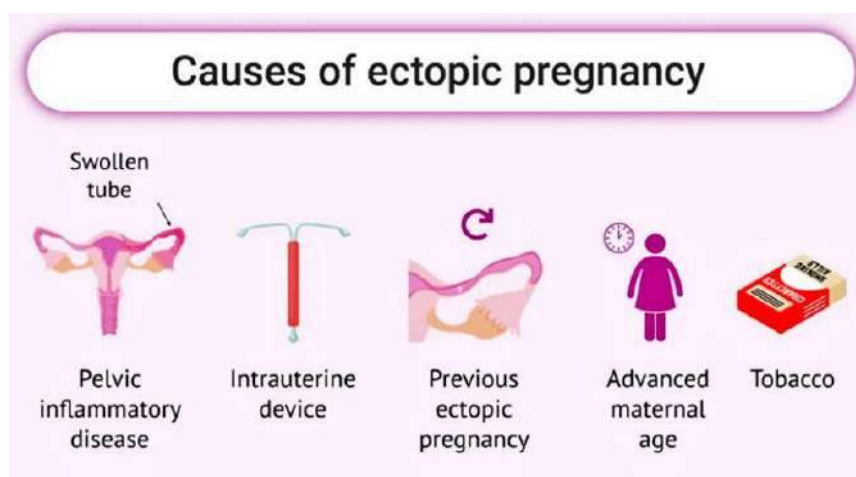 Causes of ectopic pregnancy
Swollen
tube
Pelvic
inflammatory
disease
Intrauterine
device
Previous
ectopic
pregnancy
Advanced
maternal
age
Tobacco